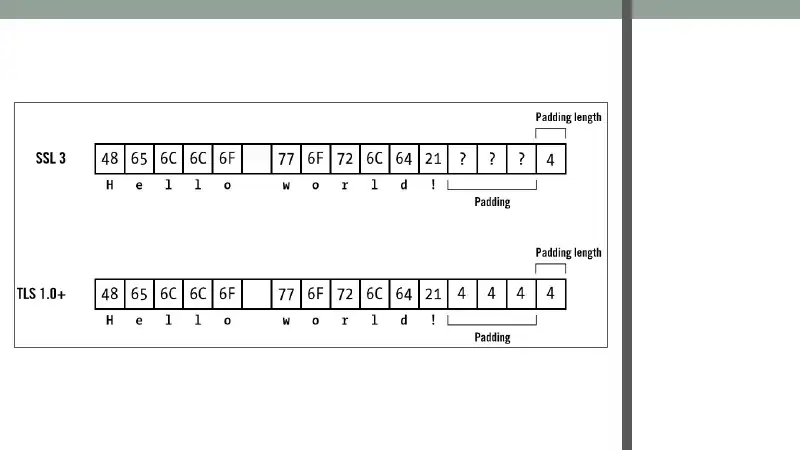 Padding length
SSL 3 48 65 6C 6C 6F 77 6F 72 6C 64 21 ? ? ? 4
H e l l o w o r l d !
Padding
Padding length
TLS 1.0+ 48 65 6C 6C 6F 77 6F 72 6C 64 21 4 4 4 4
H e l l o w o r l d !
Padding